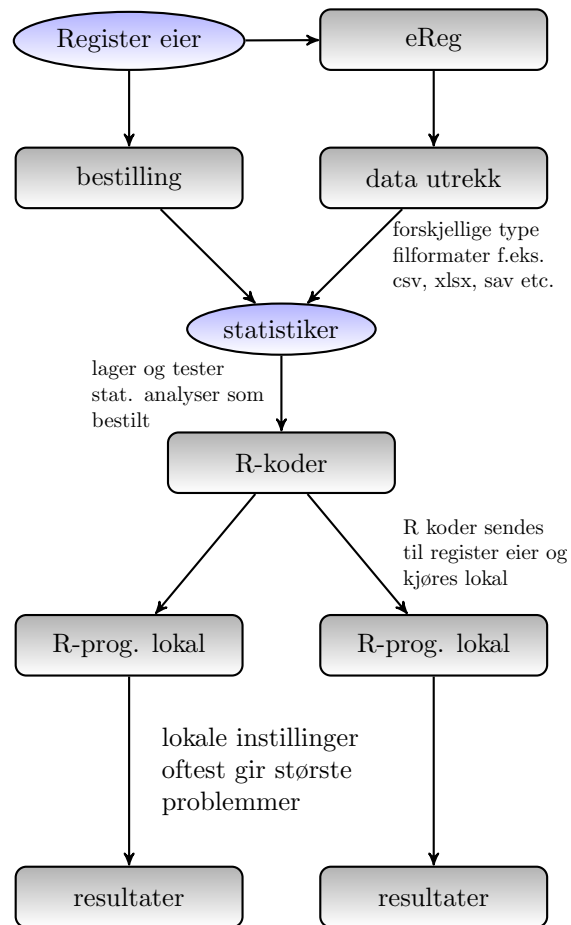 Register eier
eReg
bestilling
data utrekk
forskjellige type
filformater f.eks.
csv, xlsx, sav etc.
statistiker
lager og tester
stat. analyser som
bestilt
R-koder
R koder sendes
til register eier og
kjøres lokal
R-prog. lokal
R-prog. lokal
lokale instillinger
oftest gir største
problemmer
resultater
resultater